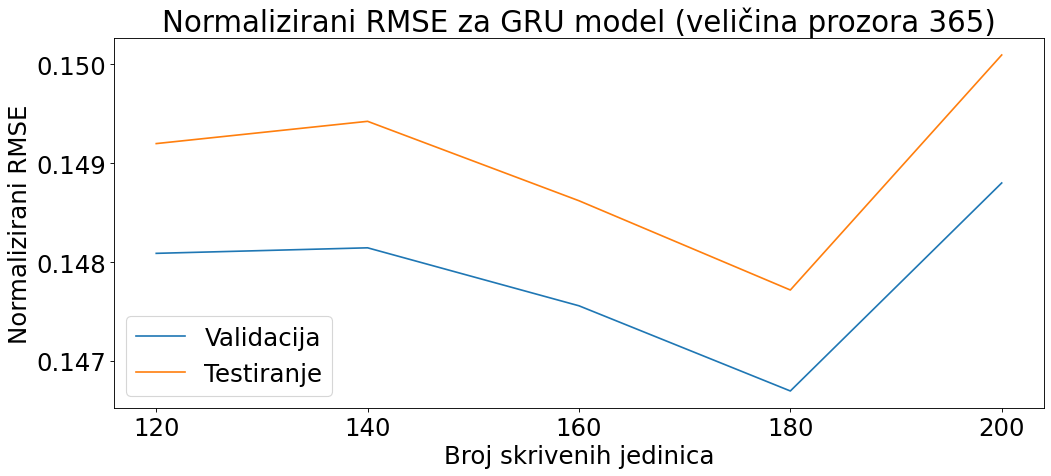 Normalizirani RMSE za GRU model (veličina prozora 365)
Normalizirani RMSE
0.150
0.149
0.148
0.147
Validacija
Testiranje
120 140 160 180 200
Broj skrivenih jedinica